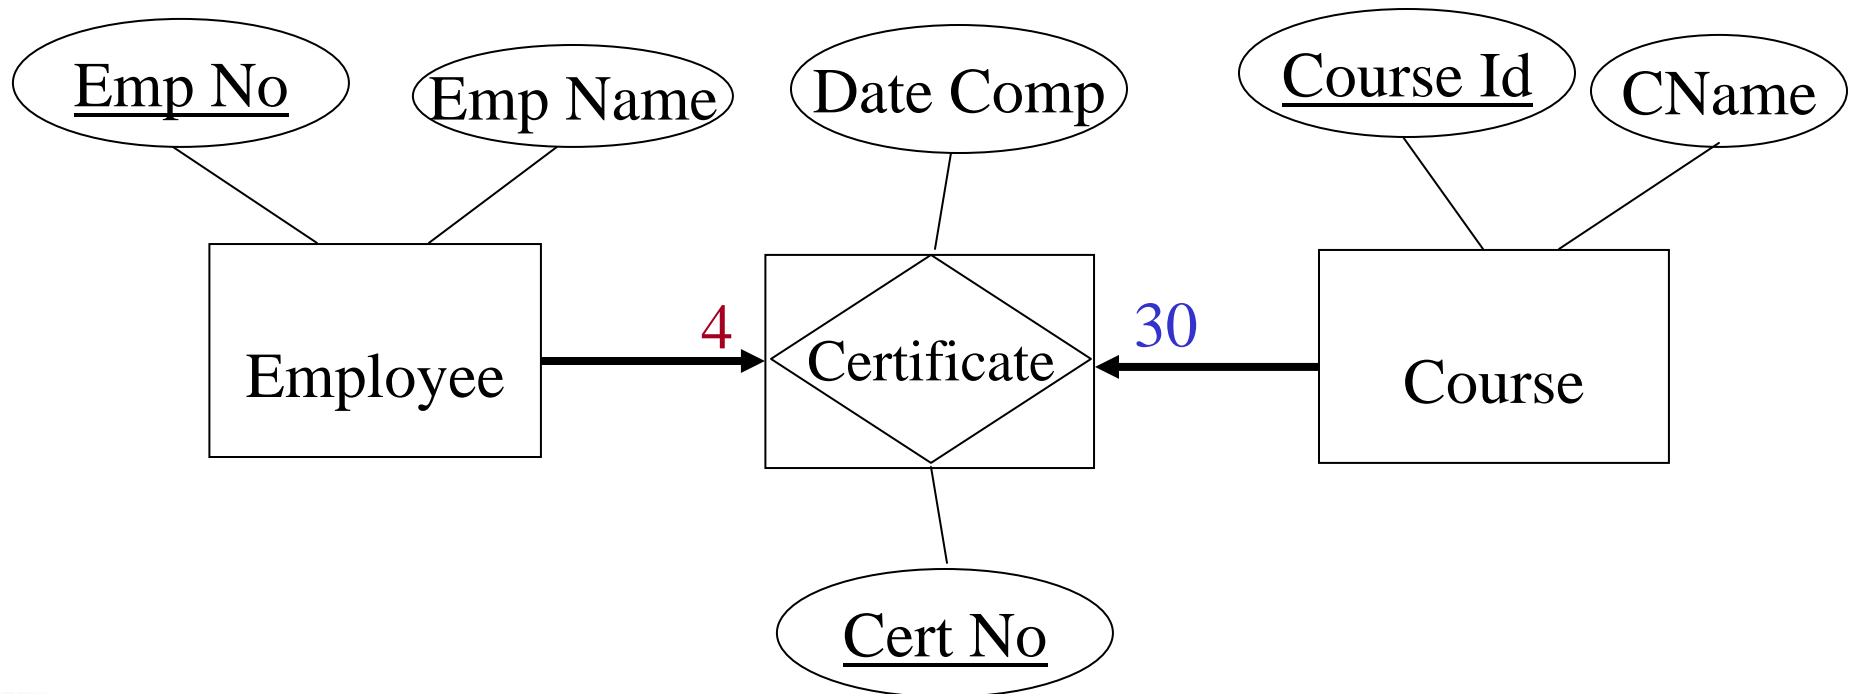 Emp No
Emp Name
Date Comp
Course Id
CName
4
30
Employee
Certificate
Course
Cert No